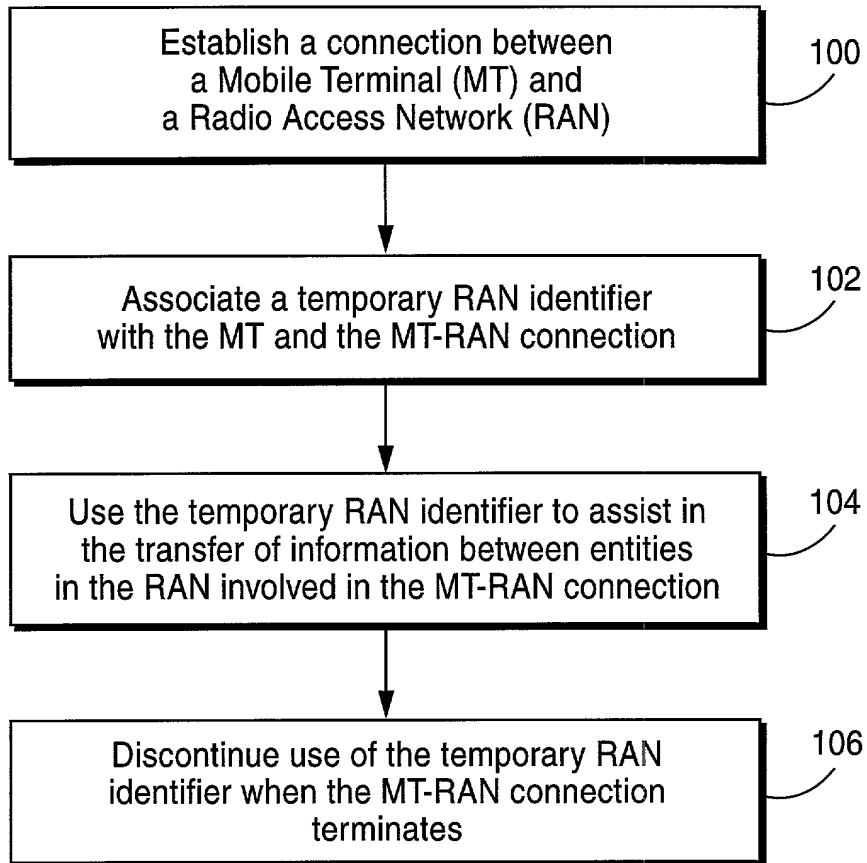 Establish a connection between
a Mobile Terminal (MT) and
a Radio Access Network (RAN)
100
Associate a temporary RAN identifier
with the MT and the MT-RAN connection
102
Use the temporary RAN identifier to assist in
the transfer of information between entities
in the RAN involved in the MT-RAN connection
104
Discontinue use of the temporary RAN
identifier when the MT-RAN connection
terminates
106